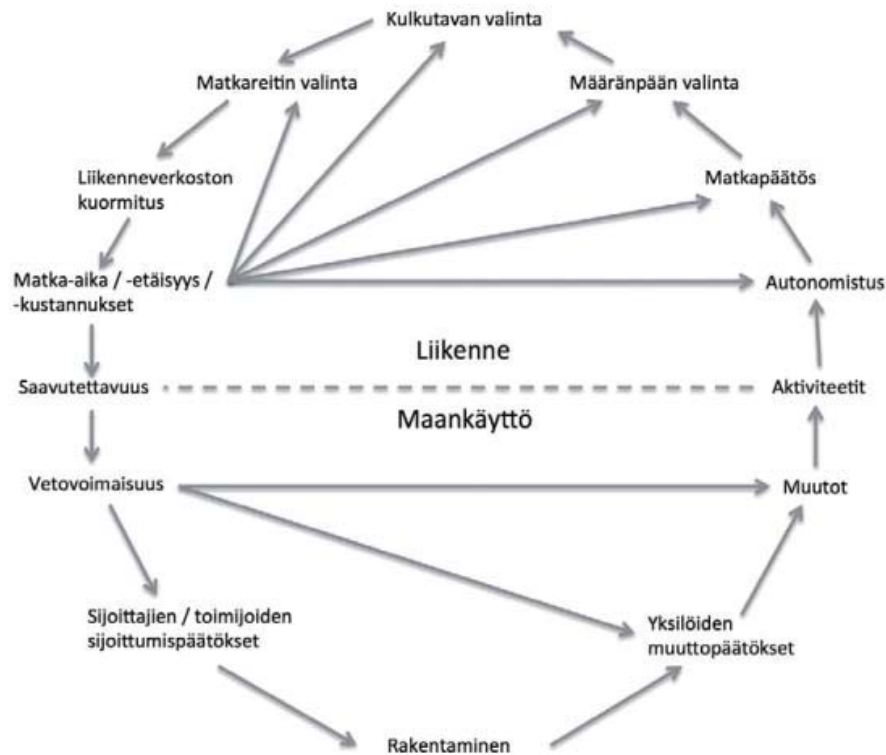 Kulkutavan valinta
Matkareitin valinta
Määränpään valinta
Liikenneverkoston
kuormitus
Matkapäätös
Matka-aika / -etäisyys /
-kustannukset
Autonomistus
Liikenne
Saavutettavuus
Aktiviteetit
Maankäyttö
Vetovoimaisuus
Muutot
Sijoittajien / toimijoiden
sijoittumispäätökset
Yksilöiden
muuttopäätökset
Rakentaminen